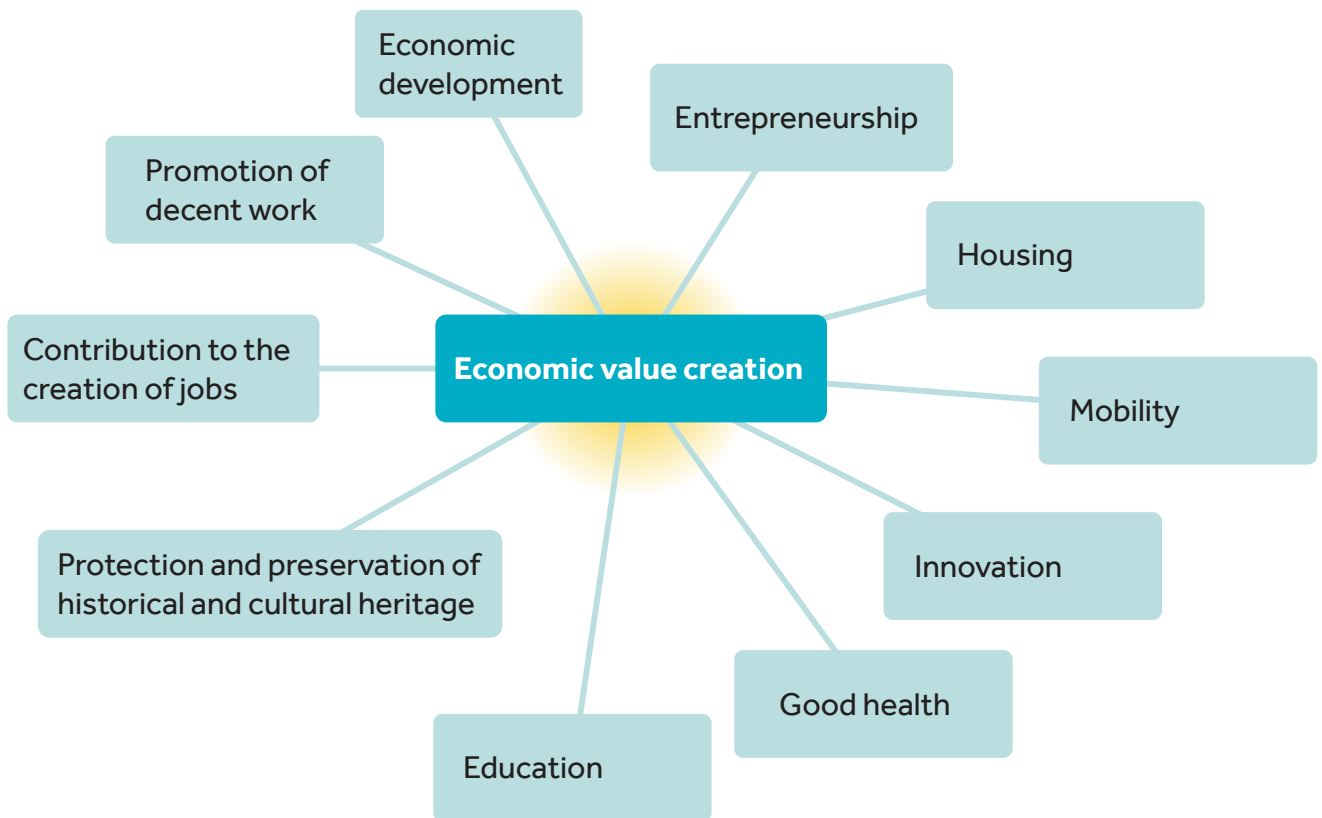 Economic
development
Entrepreneurship
Promotion of
decent work
Housing
Contribution to the
creation of jobs
Economic value creation
Mobility
Protection and preservation of
historical and cultural heritage
Innovation
Good health
Education